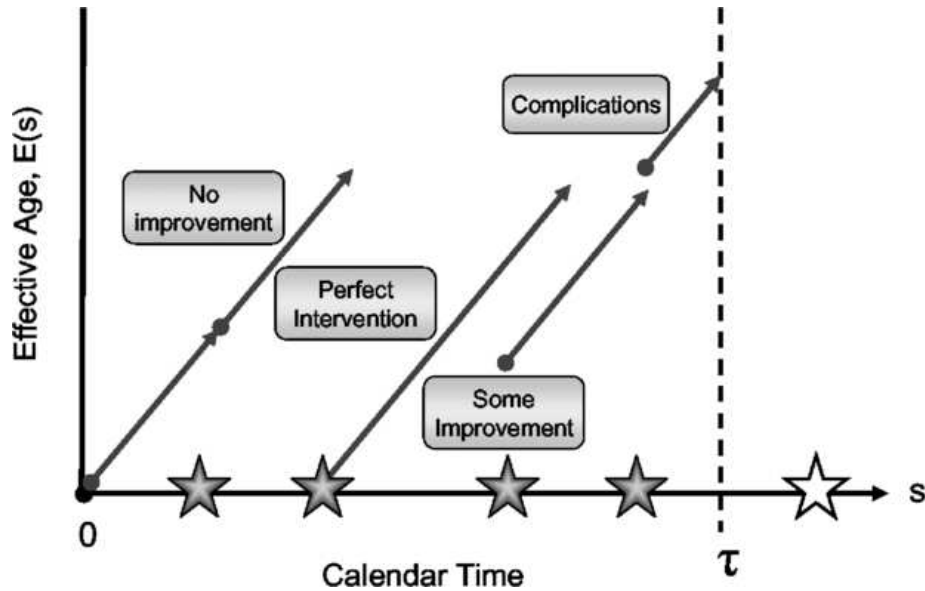 Effective Age, E(s)
No
improvement
Perfect
Intervention
Complications
Some
Improvement
0
τ
s
Calendar Time